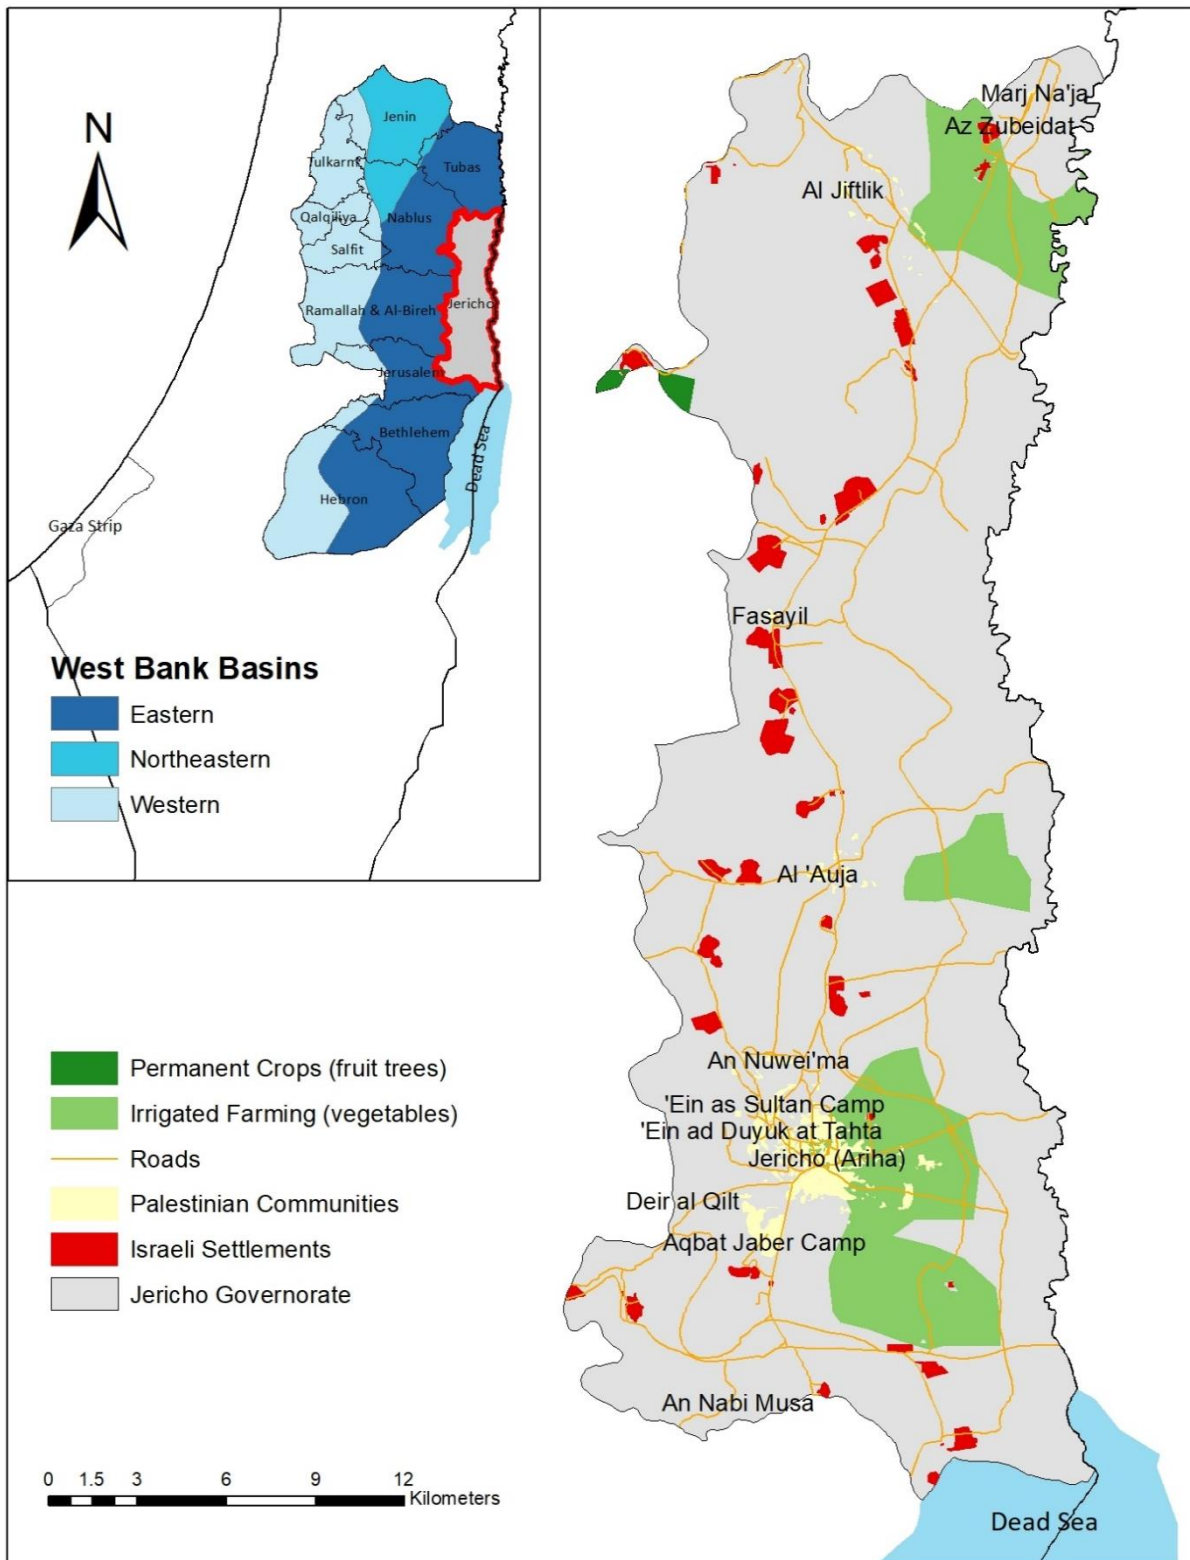 N
Jenin
Tulkarm
Tubas
Qalqiliya
Nablus
Salfit
Ramallah & Al-Bireh
Jericho
Jerusalem
Bethlehem
Hebron
Dead Sea
Gaza Strip
West Bank Basins
Eastern
Northeastern
Western
Marj Na'ja
Az Zubeidat
Al Jiftlik
Fasayil
Al 'Auja
An Nuwei'ma
'Ein as Sultan Camp
'Ein ad Duyuk at Tahta
Jericho (Ariha)
Deir al Qilt
Aqbat Jaber Camp
An Nabi Musa
Dead Sea
Permanent Crops (fruit trees)
Irrigated Farming (vegetables)
Roads
Palestinian Communities
Israeli Settlements
Jericho Governorate
0 1.5 3 6 9 12
Kilometers